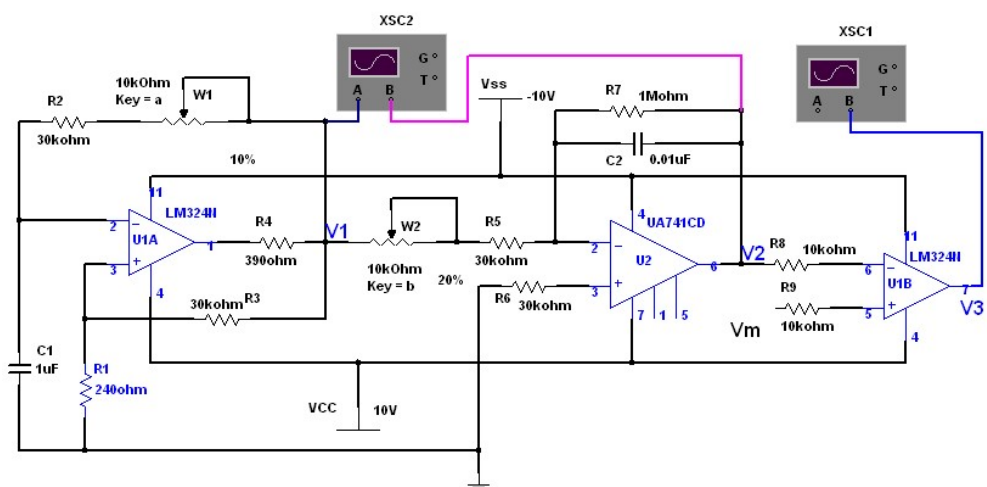 XSC2
G
T
A
B
XSC1
G
T
A
B
10kOhm
Key = a
W1
R2
30kohm
10%
Vss
-10V
R7
1Mohm
C2
0.01uF
11
LM324N
2
U1A
3
1
4
R4
390ohm
V1
W2
10kOhm
Key = b
20%
R5
30kohm
4
UA741CD
2
U2
3
6
7
1
5
V2
R8
10kohm
11
LM324N
6
U1B
5
7
4
V3
R9
10kohm
Vm
30kohm
R3
R6
30kohm
C1
1uF
R1
240ohm
VCC
10V